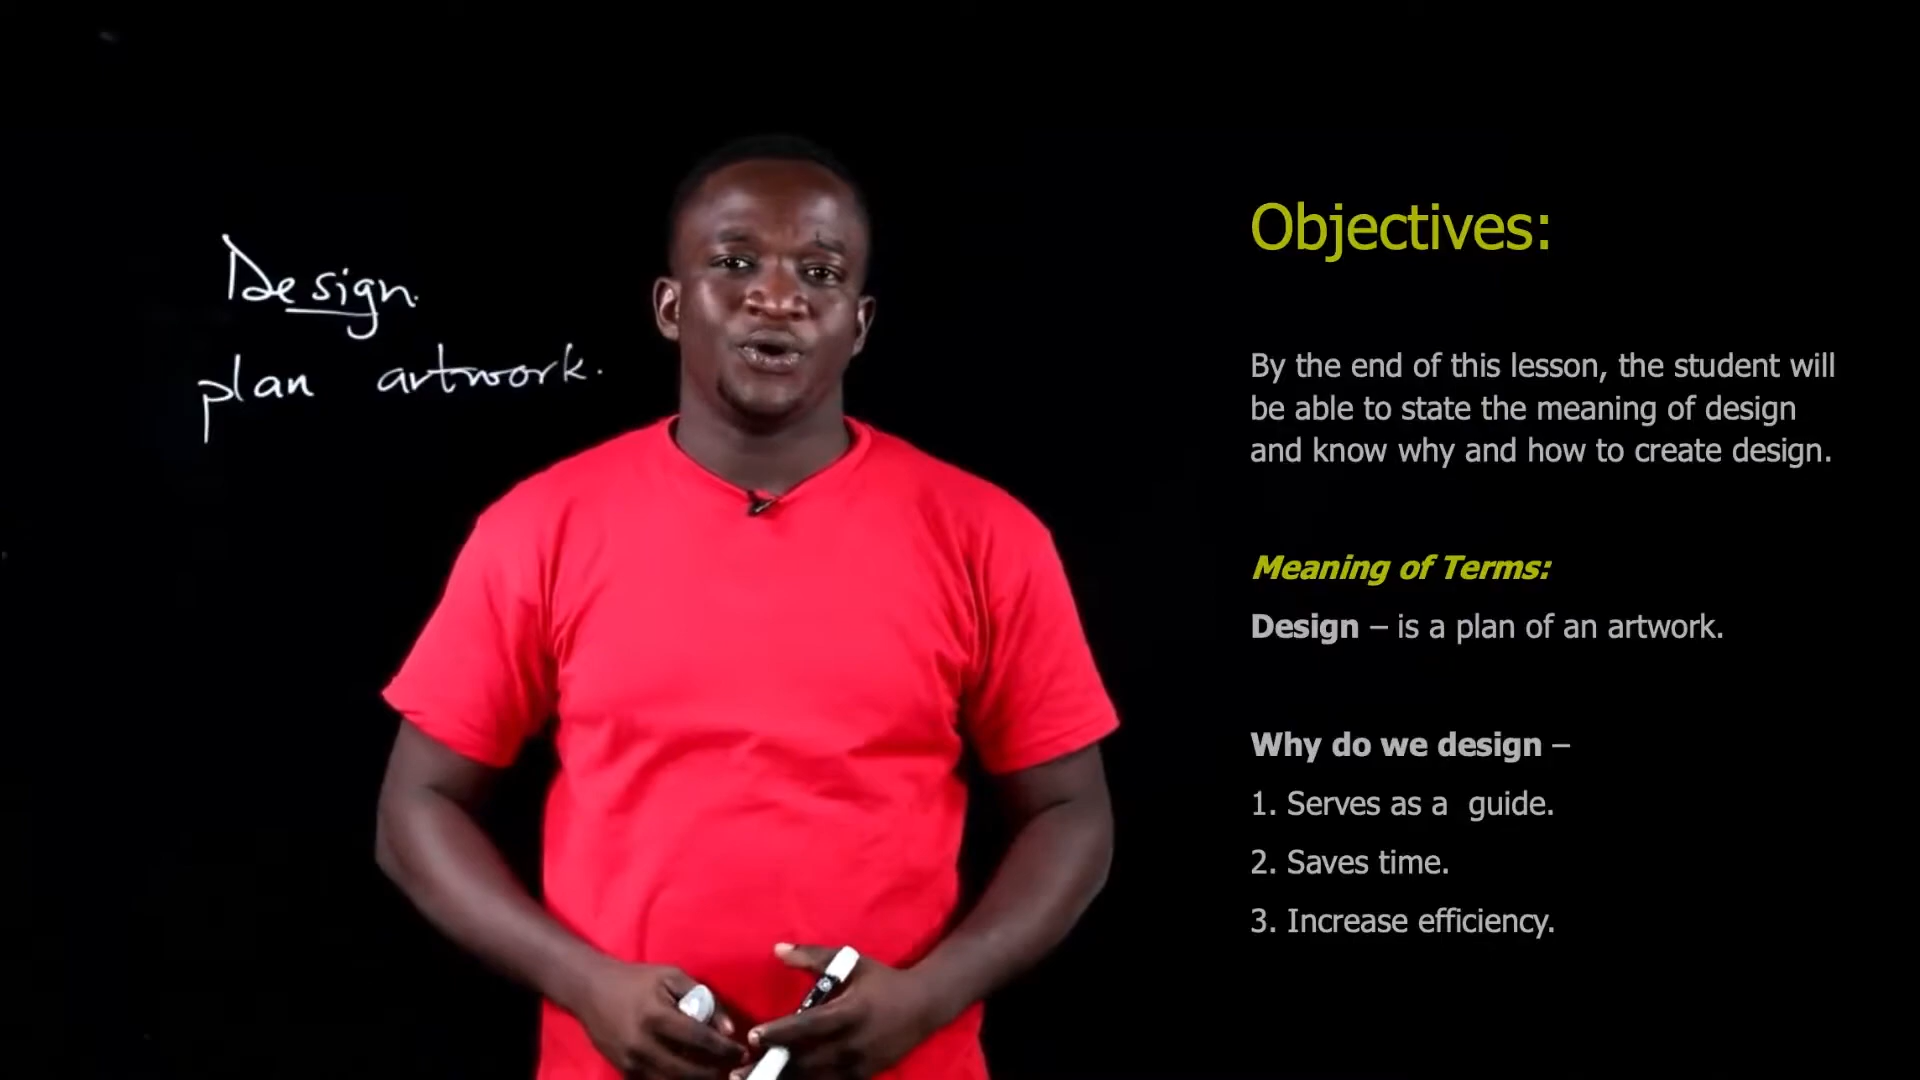 Design.
plan artwork.
Objectives:
By the end of this lesson, the student will
be able to state the meaning of design
and know why and how to create design.
Meaning of Terms:
Design – is a plan of an artwork.
Why do we design –
1. Serves as a guide.
2. Saves time.
3. Increase efficiency.